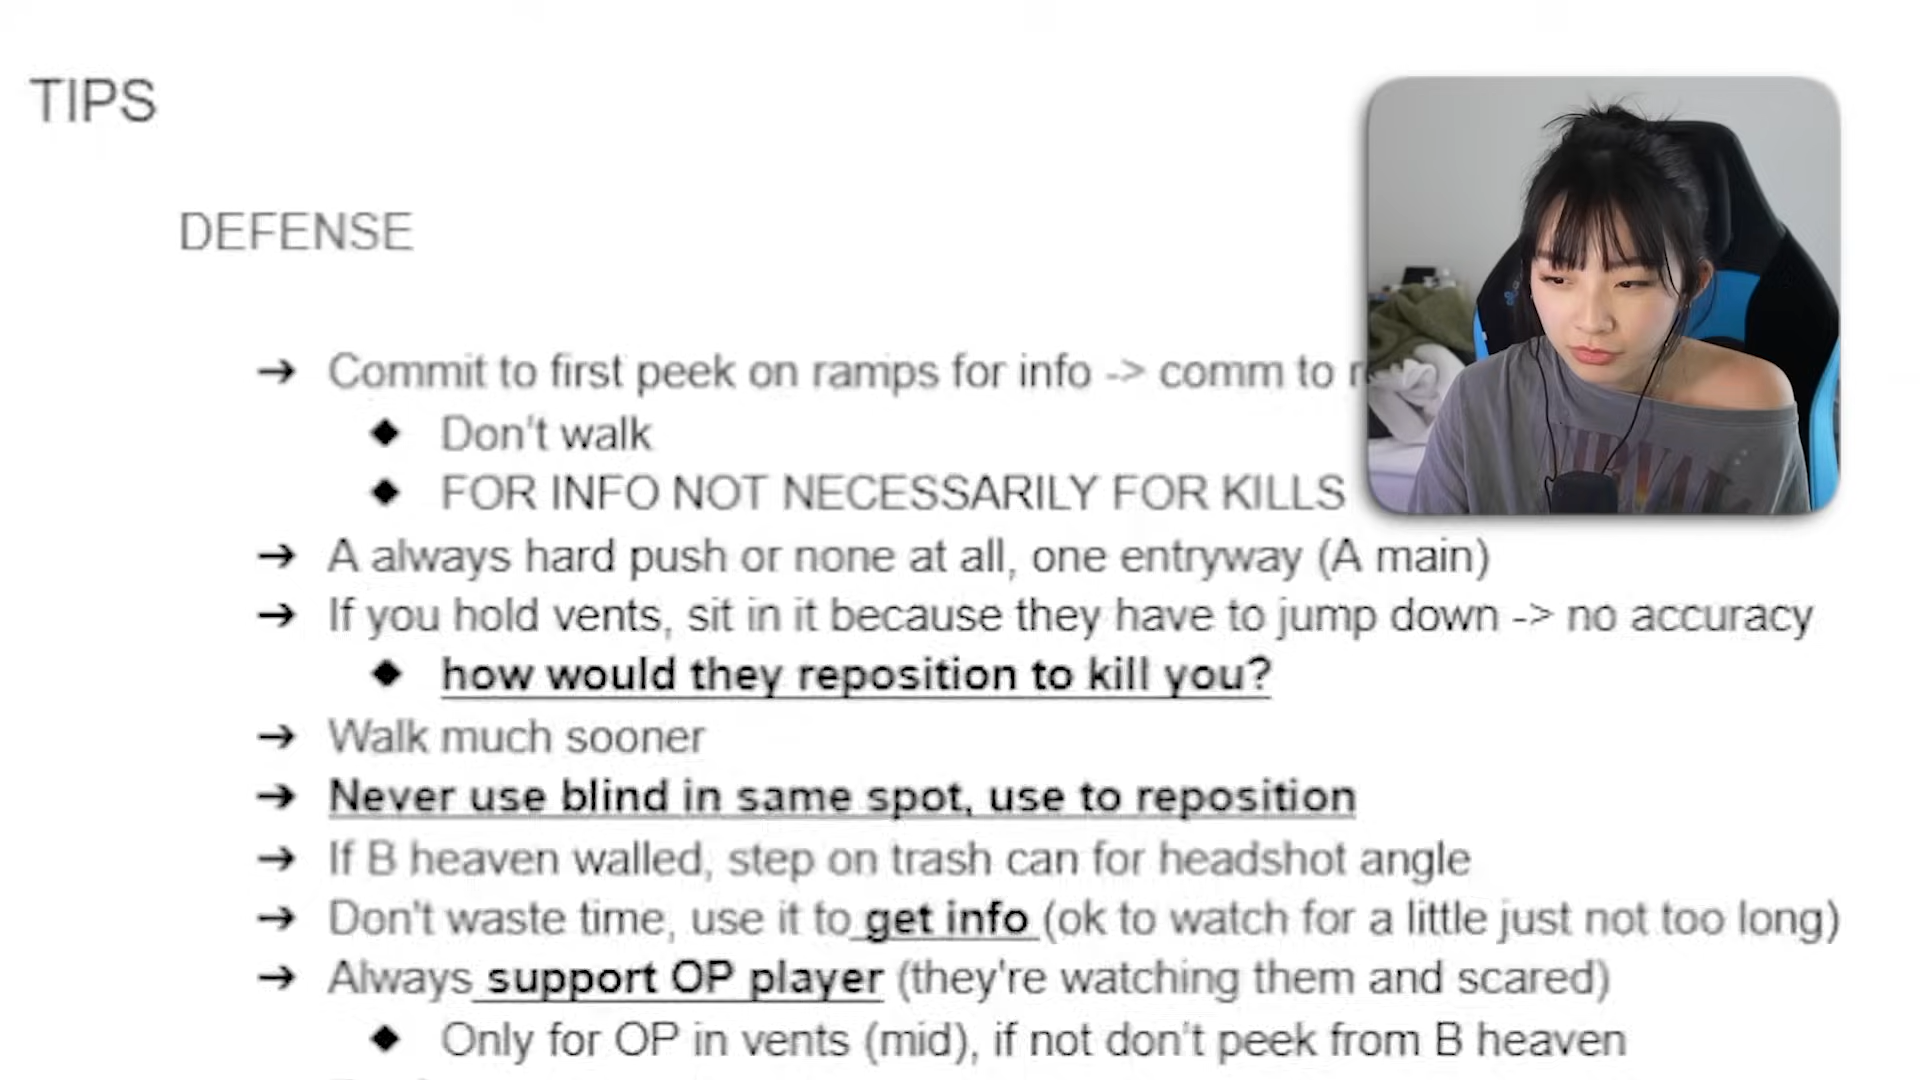 TIPS
DEFENSE
➔ Commit to first peek on ramps for info -> comm to
◆ Don't walk
◆ FOR INFO NOT NECESSARILY FOR KILLS
➔ A always hard push or none at all, one entryway (A main)
➔ If you hold vents, sit in it because they have to jump down -> no accuracy
◆ how would they reposition to kill you?
➔ Walk much sooner
➔ Never use blind in same spot, use to reposition
➔ If B heaven walled, step on trash can for headshot angle
➔ Don't waste time, use it to get info (ok to watch for a little just not too long)
➔ Always support OP player (they're watching them and scared)
◆ Only for OP in vents (mid), if not don't peek from B heaven